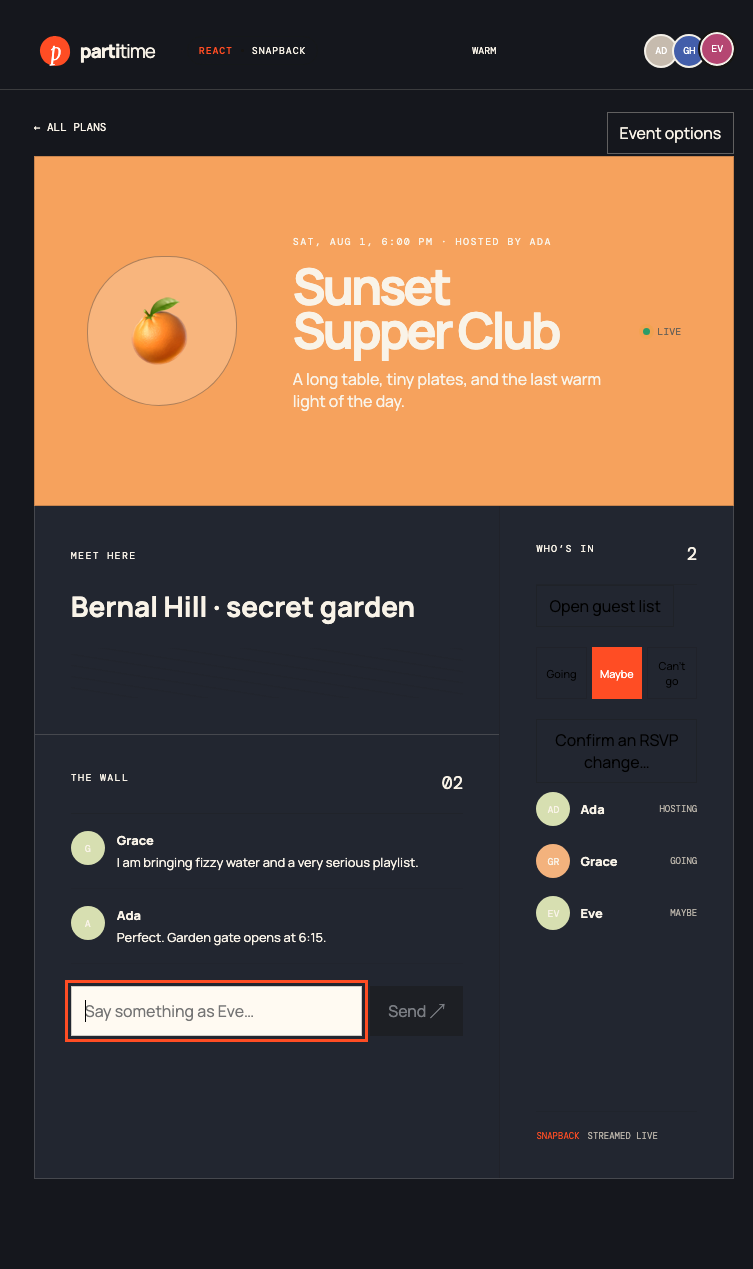 partitime
REACT SNAPBACK
WARM
AD GH EV
← ALL PLANS
Event options
SAT, AUG 1, 6:00 PM · HOSTED BY ADA
Sunset
Supper Club
LIVE
A long table, tiny plates, and the last warm
light of the day.
MEET HERE
Bernal Hill · secret garden
THE WALL 02
G
Grace
I am bringing fizzy water and a very serious playlist.
A
Ada
Perfect. Garden gate opens at 6:15.
Say something as Eve…
Send ↗
WHO’S IN 2
Open guest list
Going
Maybe
Can’t
go
Confirm an RSVP
change…
AD Ada HOSTING
GR Grace GOING
EV Eve MAYBE
SNAPBACK STREAMED LIVE